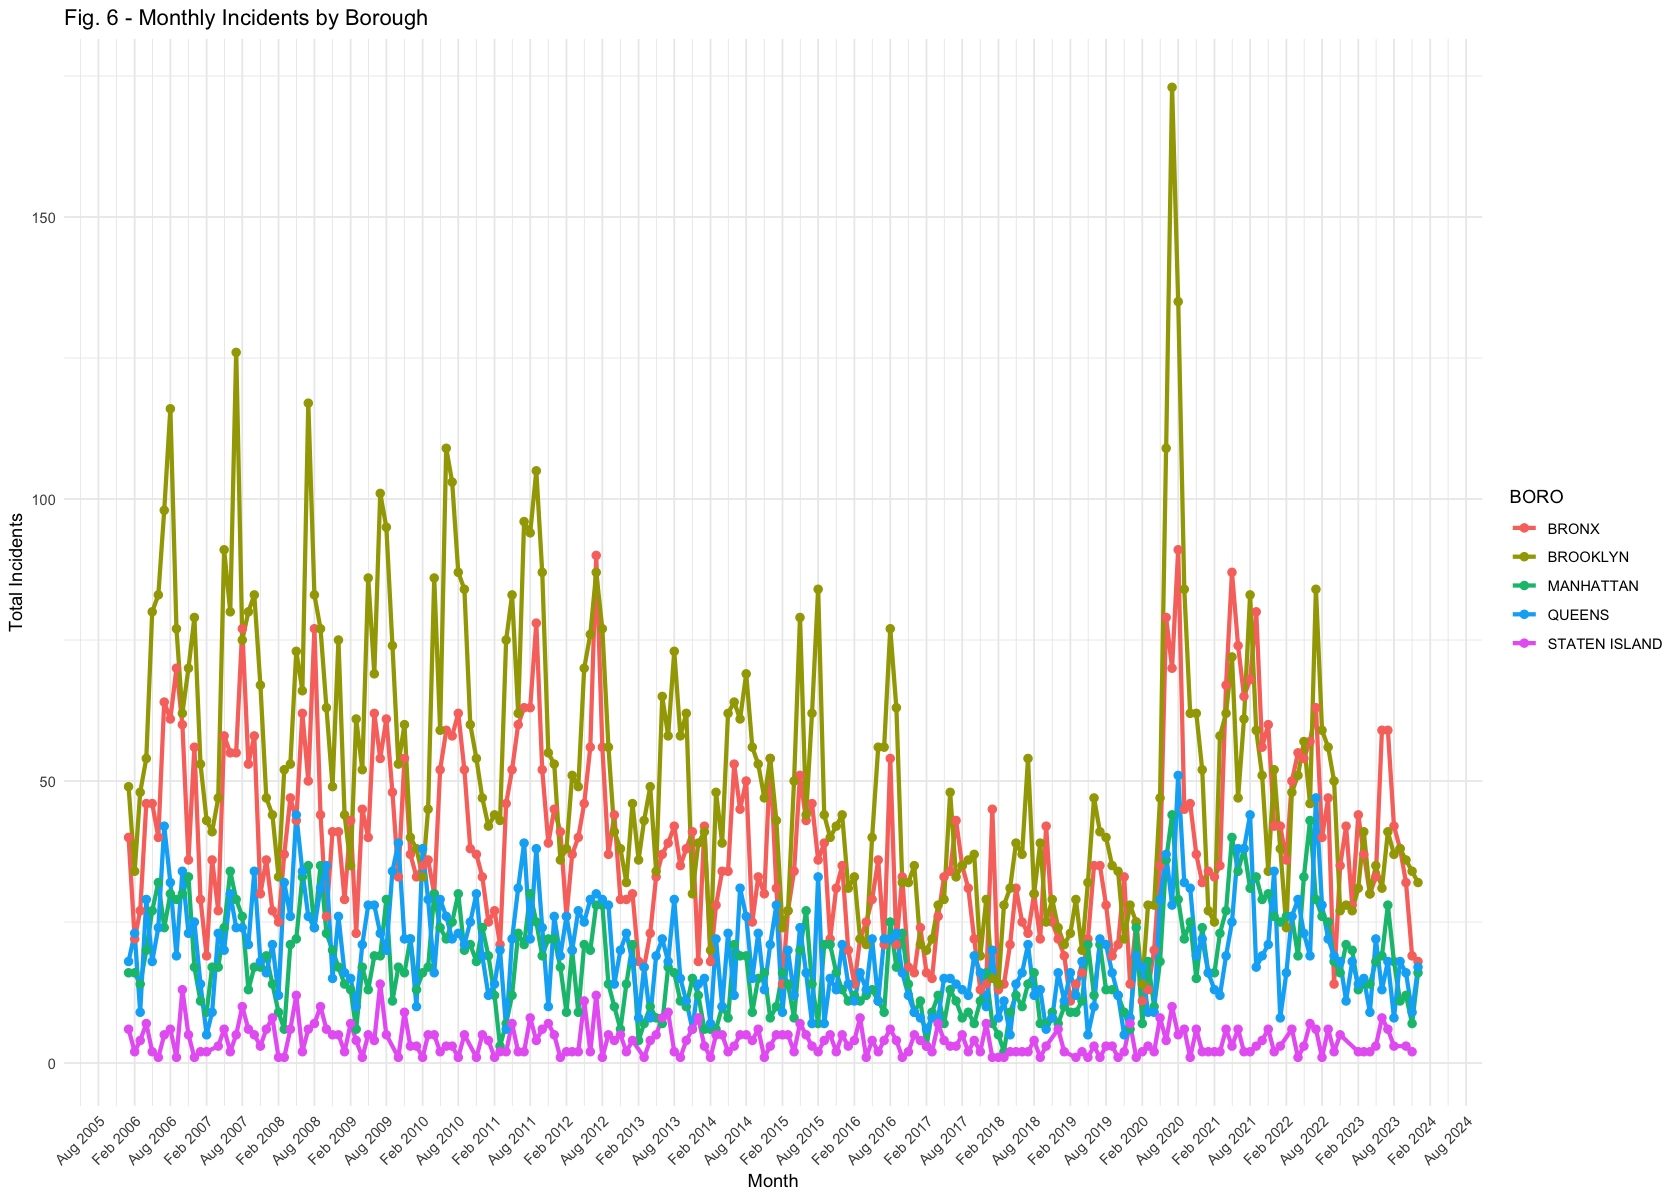 Fig. 6 - Monthly Incidents by Borough
Total Incidents
150
100
50
0
Aug 2005
Feb 2006
Aug 2006
Feb 2007
Aug 2007
Feb 2008
Aug 2008
Feb 2009
Aug 2009
Feb 2010
Aug 2010
Feb 2011
Aug 2011
Feb 2012
Aug 2012
Feb 2013
Aug 2013
Feb 2014
Aug 2014
Feb 2015
Aug 2015
Feb 2016
Aug 2016
Feb 2017
Aug 2017
Feb 2018
Aug 2018
Feb 2019
Aug 2019
Feb 2020
Aug 2020
Feb 2021
Aug 2021
Feb 2022
Aug 2022
Feb 2023
Aug 2023
Feb 2024
Aug 2024
Month
BORO
BRONX
BROOKLYN
MANHATTAN
QUEENS
STATEN ISLAND